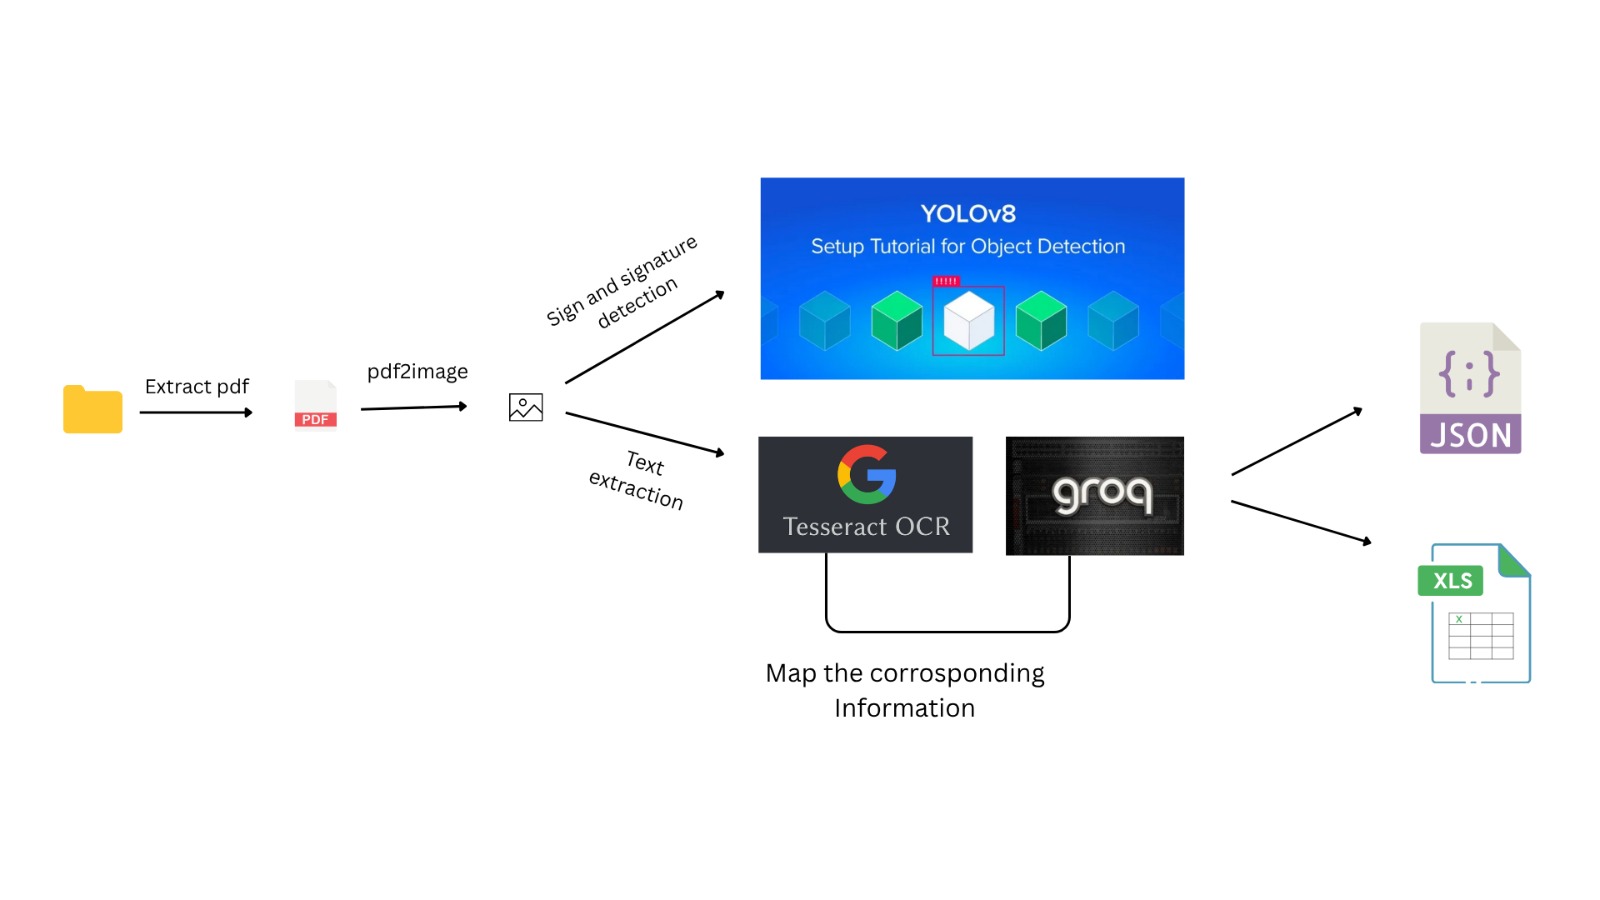 Extract pdf
PDF
pdf2image
Sign and signature
detection
Text
extraction
YOLOv8
Setup Tutorial for Object Detection
!!!!!
G
Tesseract OCR
groq
Map the corrosponding
Information
{;}
JSON
XLS
X